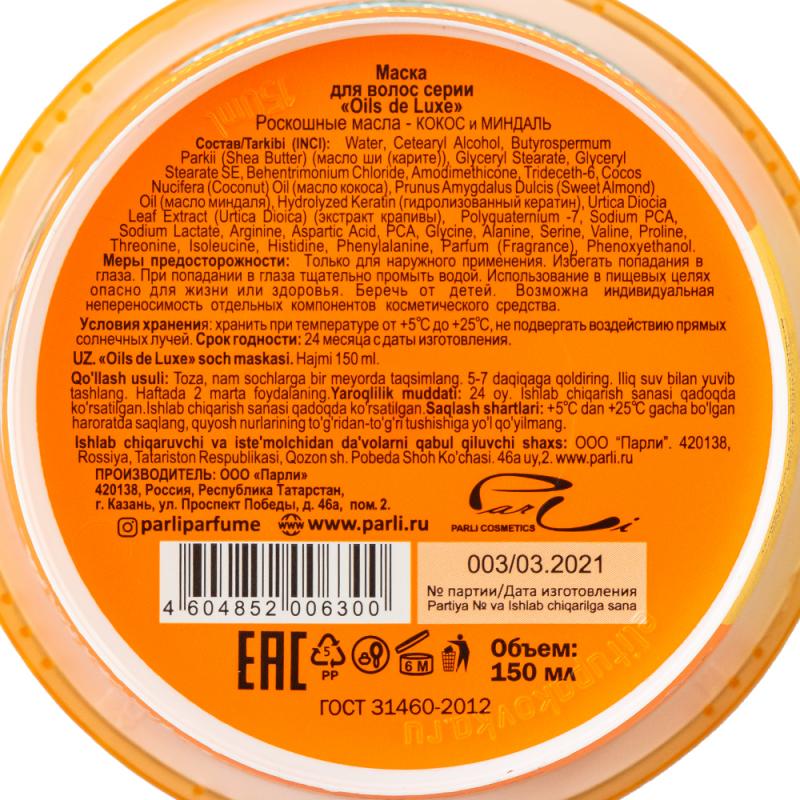 Маска
для волос серии
«Oils de Luxe»
Роскошные масла - КОКОС и МИНДАЛЬ
Состав/Tarkibi (INCI): Water, Cetearyl Alcohol, Butyrospermum
Parkii (Shea Butter) (масло ши (карите)), Glyceryl Stearate, Glyceryl
Stearate SE, Behentrimonium Chloride, Amodimethicone, Trideceth-6, Cocos
Nucifera (Coconut) Oil (масло кокоса), Prunus Amygdalus Dulcis (Sweet Almond)
Oil (масло миндаля), Hydrolyzed Keratin (гидролизованный кератин), Urtica Diocia
Leaf Extract (Urtica Dioica) (экстракт крапивы), Polyquaternium -7, Sodium PCA,
Sodium Lactate, Arginine, Aspartic Acid, PCA, Glycine, Alanine, Serine, Valine, Proline,
Threonine, Isoleucine, Histidine, Phenylalanine, Parfum (Fragrance), Phenoxyethanol.
Меры предосторожности: Только для наружного применения. Избегать попадания в
глаза. При попадании в глаза тщательно промыть водой. Использование в пищевых целях
опасно для жизни или здоровья. Беречь от детей. Возможна индивидуальная
непереносимость отдельных компонентов косметического средства.
Условия хранения: хранить при температуре от +5°С до +25°С, не подвергать воздействию прямых
солнечных лучей. Срок годности: 24 месяца с даты изготовления.
UZ. «Oils de Luxe» soch maskasi. Hajmi 150 ml.
Qo'llash usuli: Toza, nam sochlarga bir meyorda taqsimlang. 5-7 daqiqaga qoldiring. Iliq suv bilan yuvib
tashlang. Haftada 2 marta foydalaning.Yaroqlilik muddati: 24 oy. Ishlab chiqarish sanasi qadoqda
ko'rsatilgan.Ishlab chiqarish sanasi qadoqda ko'rsatilgan.Saqlash shartlari: +5°C dan +25°C gacha bo'lgan
haroratda saqlang, quyosh nurlarining to'g'ridan-to'g'ri tushishiga yo'l qo'yilmang.
Ishlab chiqaruvchi va iste'molchidan da'volarni qabul qiluvchi shaxs: ООО "Парли". 420138,
Rossiya, Tatariston Respublikasi, Qozon sh. Pobeda Shoh Ko'chasi. 46a uy,2. www.parli.ru
ПРОИЗВОДИТЕЛЬ: ООО «Парли»
420138, Россия, Республика Татарстан,
г. Казань, ул. Проспект Победы, д. 46а, пом. 2.
parliparfume www.parli.ru
ParLi
PARLI COSMETICS
003/03.2021
№ партии/Дата изготовления
Partiya № va Ishlab chiqarilga sana
4 604852 006300
EAC
5
PP
6 M
Объем:
150 мл
ГОСТ 31460-2012
150ml
alitupakovka.ru